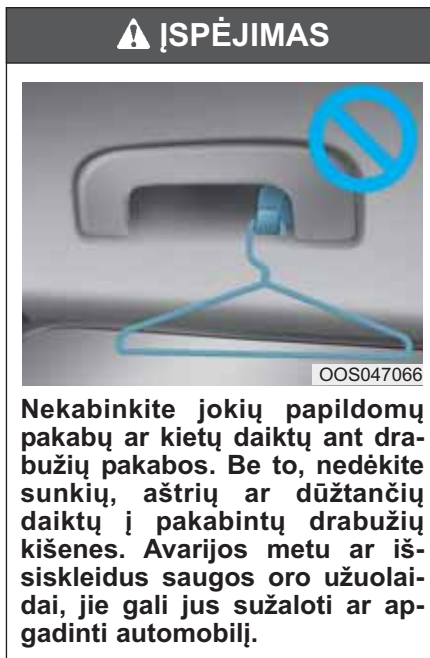 ĮSPĖJIMAS
OOS047066
Nekabinkite jokių papildomų
pakabų ar kietų daiktų ant dra-
bužių pakabos. Be to, nedėkite
sunkių, aštrių ar dūžtančių
daiktų į pakabintų drabužių
kišenes. Avarijos metu ar iš-
siskleidus saugos oro užuolai-
dai, jie gali jus sužaloti ar ap-
gadinti automobilį.